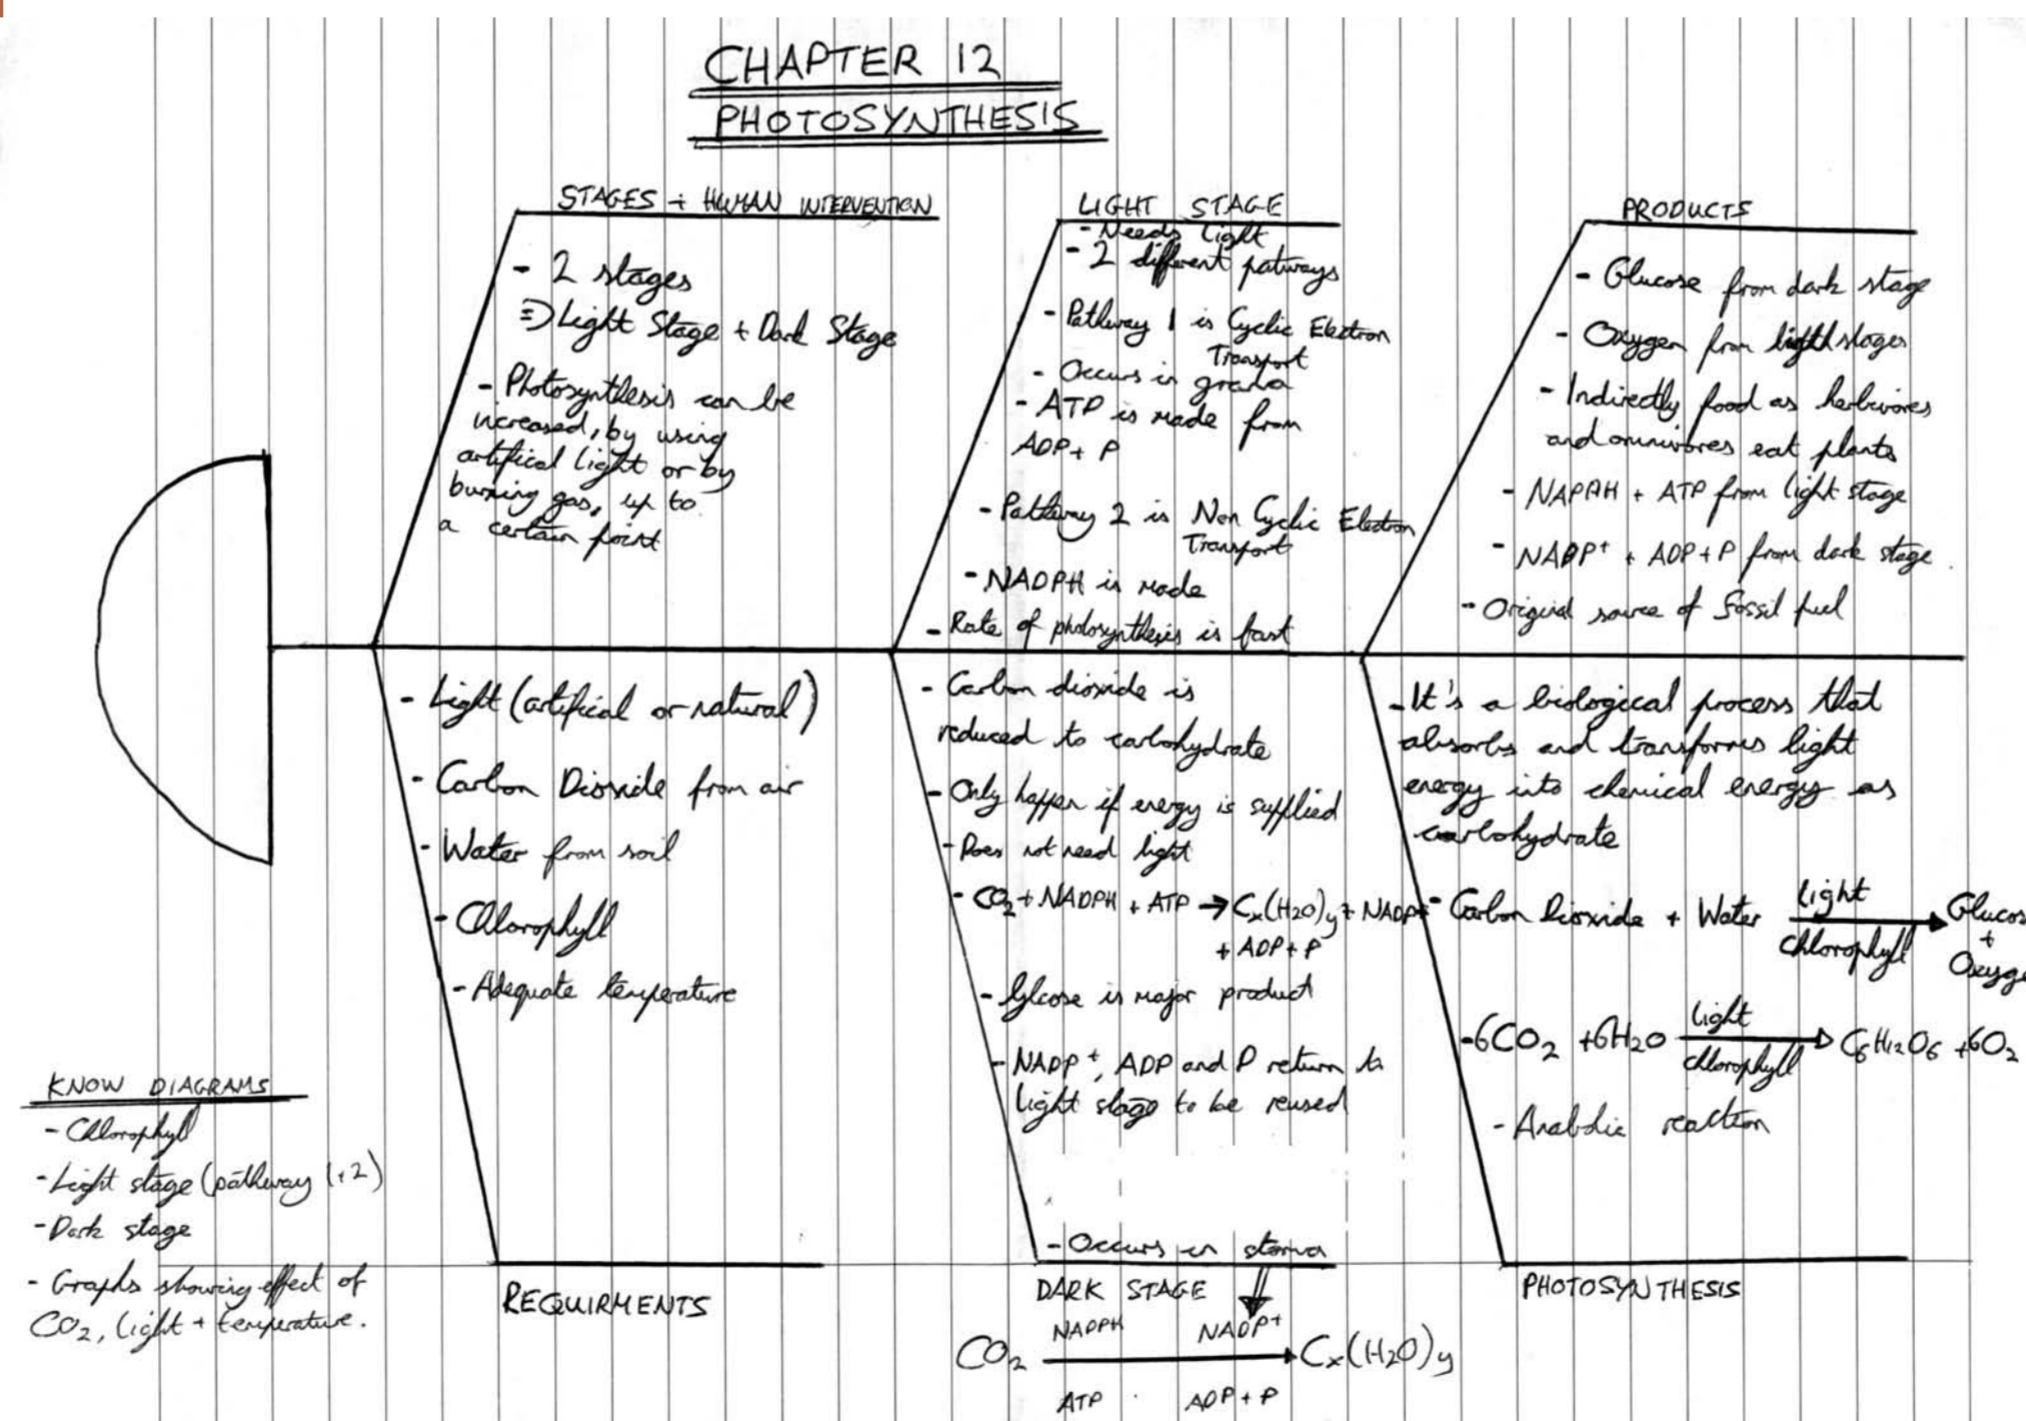 CHAPTER 12
PHOTOSYNTHESIS
STAGES + HUMAN INTERVENTION
- 2 stages
=> Light Stage + Dark Stage
- Photosynthesis can be
increased, by using
artifical light or by
burning gas, up to
a certain point
LIGHT STAGE
- Needs Light
- 2 different patways
- Pathway 1 is Cyclic Electron
Transport
- Occurs in grana
- ATP is made from
ADP + P
- Pathway 2 is Non Cyclic Electron
Transport
- NADPH is made
- Rate of photosynthesis is fast
PRODUCTS
- Glucose from dark stage
- Oxygen from light stages
- Indirectly food as herbivores
and omnivores eat plants
- NAPAH + ATP from light stage
- NADP+ + ADP + P from dark stage.
- Original source of fossil fuel
- Light (artifical or natural)
- Carbon Dioxide from air
- Water from soil
- Chlorophyll
- Adequate temperature
REQUIRMENTS
- Carbon dioxide is
reduced to carbohydrate
- Only happen if energy is supplied
- Does not need light
- CO2 + NADPH + ATP → Cx(H2O)y + NADP+
+ ADP + P
- Glcose is major product
- NADP+, ADP and P return to
light stage to be reused
- Occurs in stoma
DARK STAGE
NADPH NADP+
CO2 → Cx(H2O)y
ATP ADP + P
- It's a biological process that
absorbs and transforms light
energy into chemical energy as
carbohydrate
- Carbon Dioxide + Water light → Glucos
chlorophyll +
Oxyge
- 6CO2 + 6H2O light → C6H12O6 + 6O2
chlorophyll
- Anabolic reaction
PHOTOSYNTHESIS
KNOW DIAGRAMS
- Chlorophyll
- Light stage (pathway 1+2)
- Dark stage
- Graphs showing effect of
CO2, light + temperature.